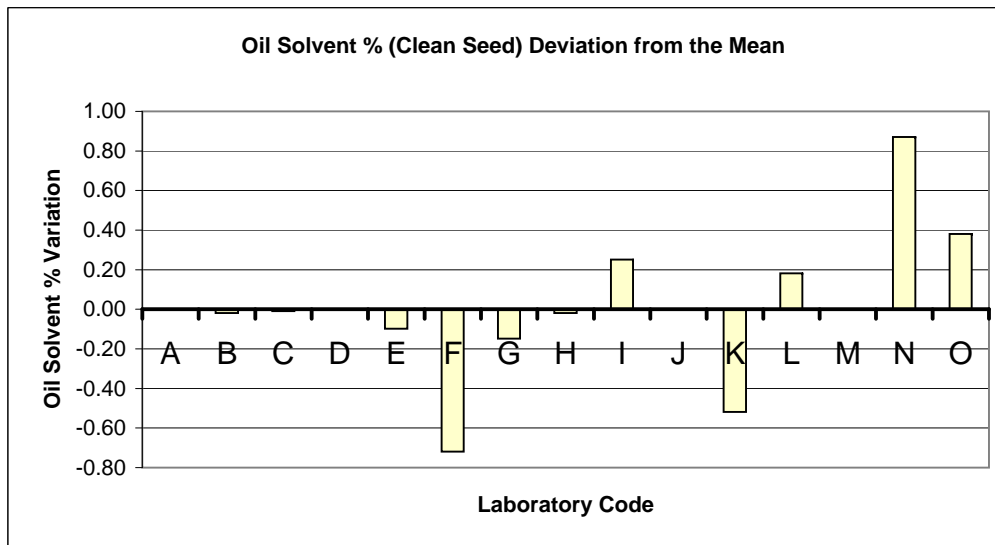 Oil Solvent % (Clean Seed) Deviation from the Mean
1.00
0.80
0.60
0.40
0.20
0.00
-0.20
-0.40
-0.60
-0.80
Oil Solvent % Variation
A B C D E F G H I J K L M N O
Laboratory Code